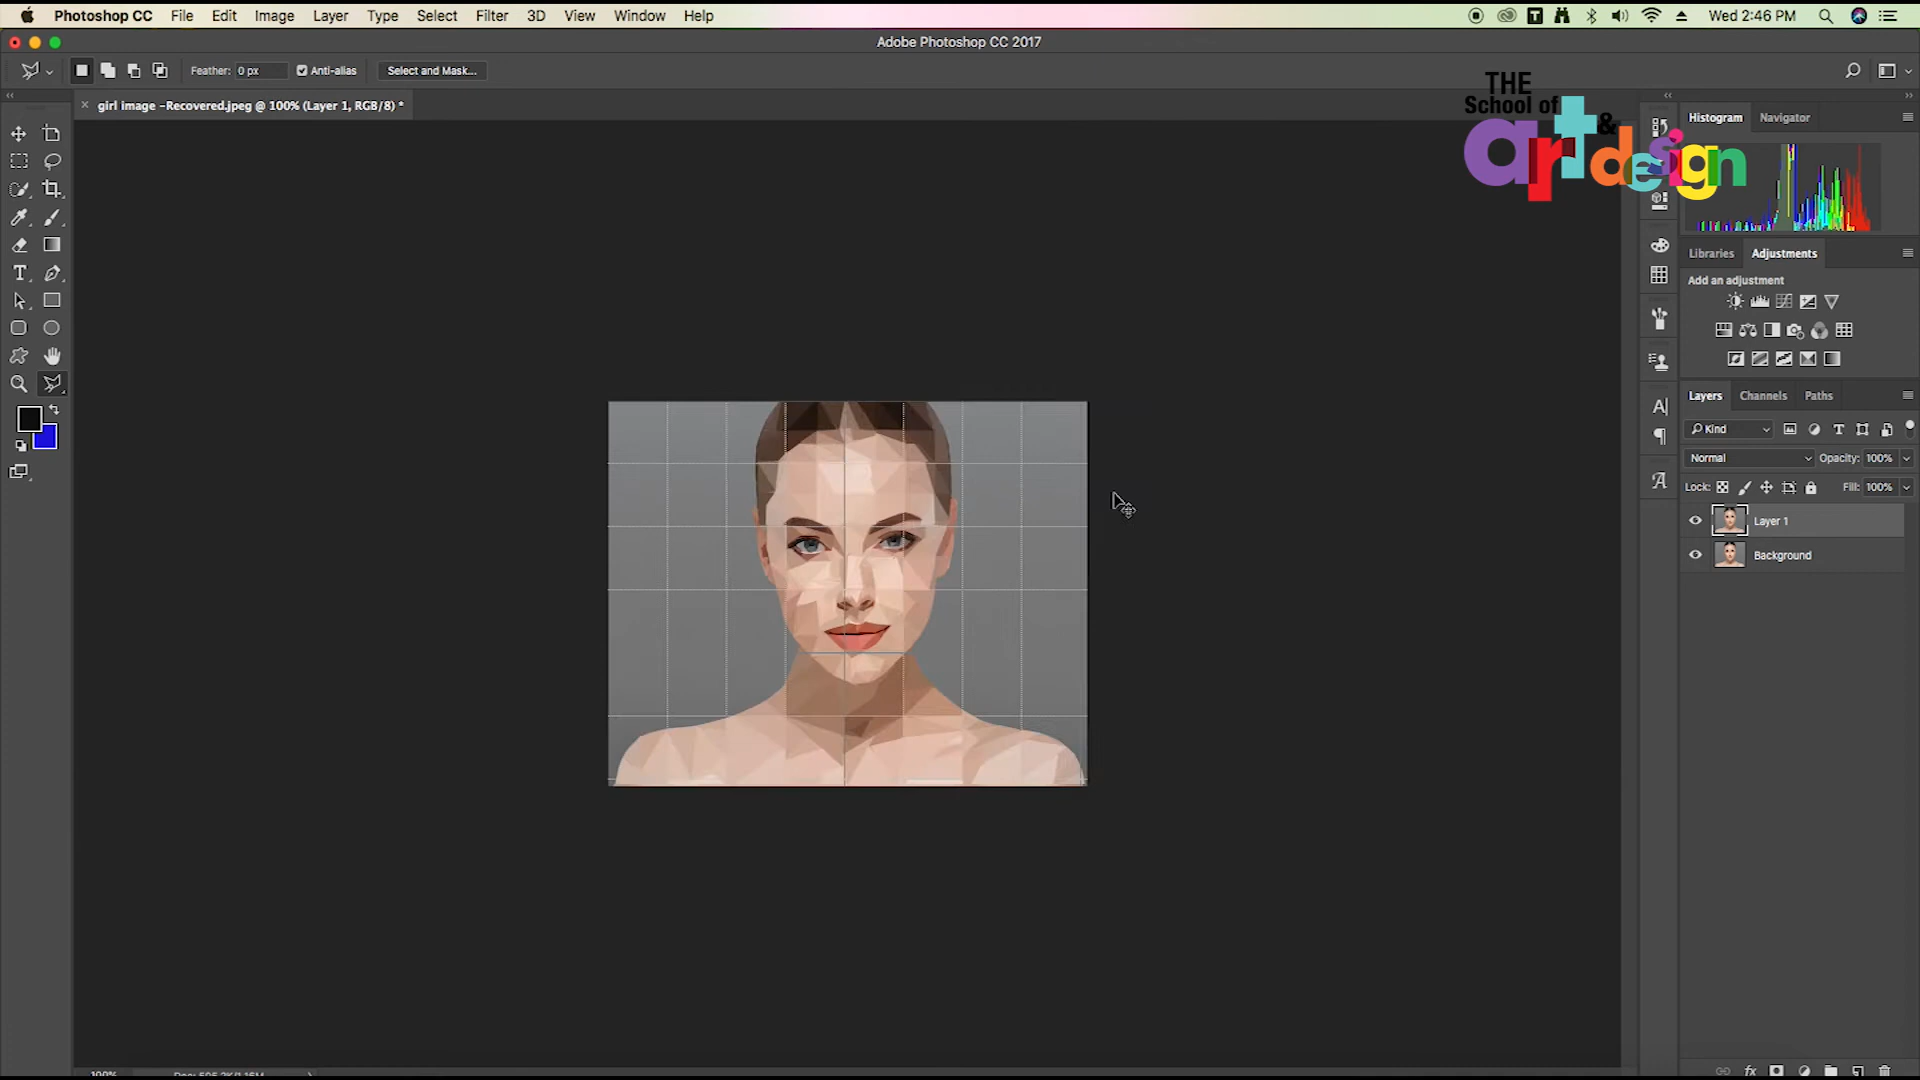 Photoshop CC File Edit Image Layer Type Select Filter 3D View Window Help
Wed 2:46 PM
Adobe Photoshop CC 2017
Feather: 0 px Anti-alias Select and Mask...
girl image -Recovered.jpeg @ 100% (Layer 1, RGB/8) *
THE
School of
art & design
Histogram Navigator
Libraries Adjustments
Add an adjustment
Layers Channels Paths
Kind
Normal Opacity: 100%
Lock: Fill: 100%
Layer 1
Background
100%